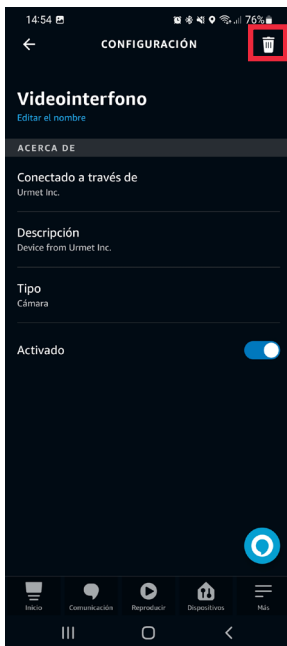 14:54 76%
CONFIGURACIÓN
Videointerfono
Editar el nombre
ACERCA DE
Conectado a través de
Urmet Inc.
Descripción
Device from Urmet Inc.
Tipo
Cámara
Activado
Inicio Comunicación Reproducir Dispositivos Más